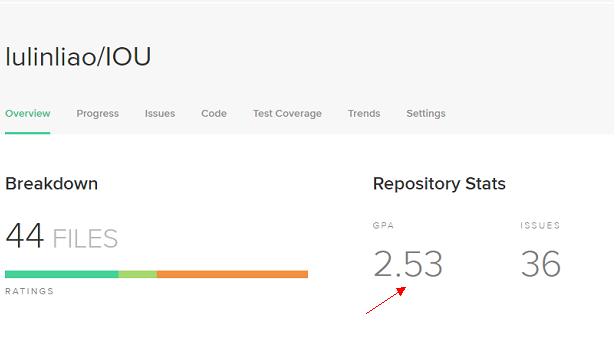 lulinliao/IOU
Overview Progress Issues Code Test Coverage Trends Settings
Breakdown
44 FILES
RATINGS
Repository Stats
GPA ISSUES
2.53 36